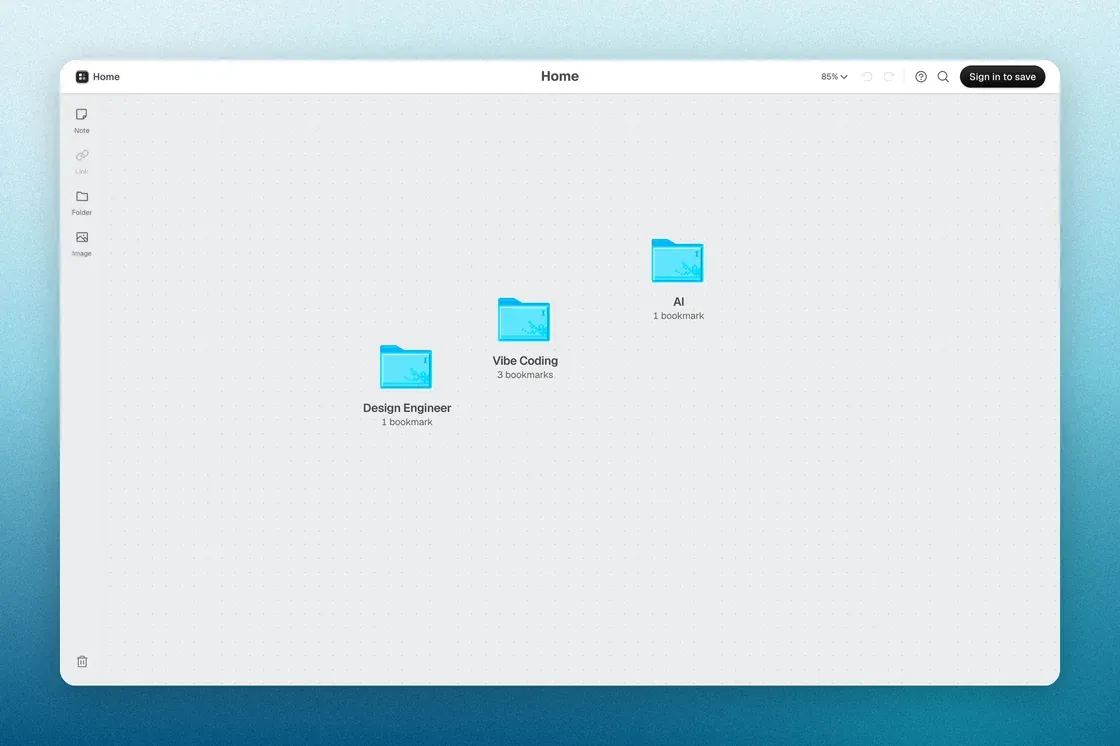 Home
Home
85%
Sign in to save
Note
Link
Folder
Image
AI
1 bookmark
Vibe Coding
3 bookmarks
Design Engineer
1 bookmark